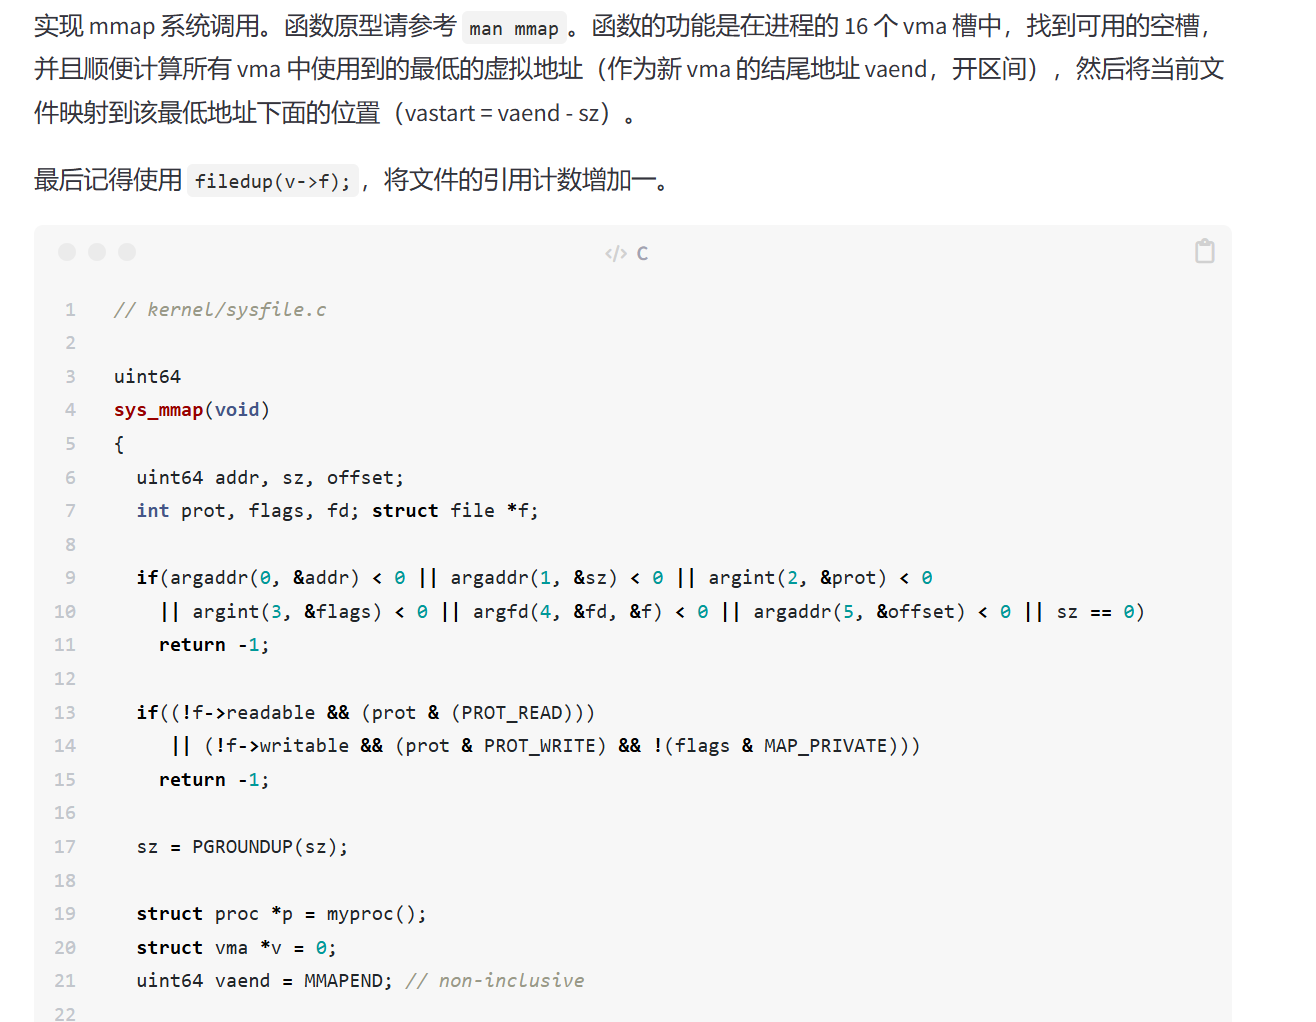 实现 mmap 系统调用。函数原型请参考 man mmap 。函数的功能是在进程的 16 个 vma 槽中，找到可用的空槽，
并且顺便计算所有 vma 中使用到的最低的虚拟地址（作为新 vma 的结尾地址 vaend，开区间），然后将当前文
件映射到该最低地址下面的位置（vastart = vaend - sz）。
最后记得使用 filedup(v->f); ，将文件的引用计数增加一。
</> C
1 // kernel/sysfile.c
2
3 uint64
4 sys_mmap(void)
5 {
6   uint64 addr, sz, offset;
7   int prot, flags, fd; struct file *f;
8
9   if(argaddr(0, &addr) < 0 || argaddr(1, &sz) < 0 || argint(2, &prot) < 0
10     || argint(3, &flags) < 0 || argfd(4, &fd, &f) < 0 || argaddr(5, &offset) < 0 || sz == 0)
11     return -1;
12
13   if((!f->readable && (prot & (PROT_READ)))
14      || (!f->writable && (prot & PROT_WRITE) && !(flags & MAP_PRIVATE)))
15     return -1;
16
17   sz = PGROUNDUP(sz);
18
19   struct proc *p = myproc();
20   struct vma *v = 0;
21   uint64 vaend = MMAPEND; // non-inclusive
22